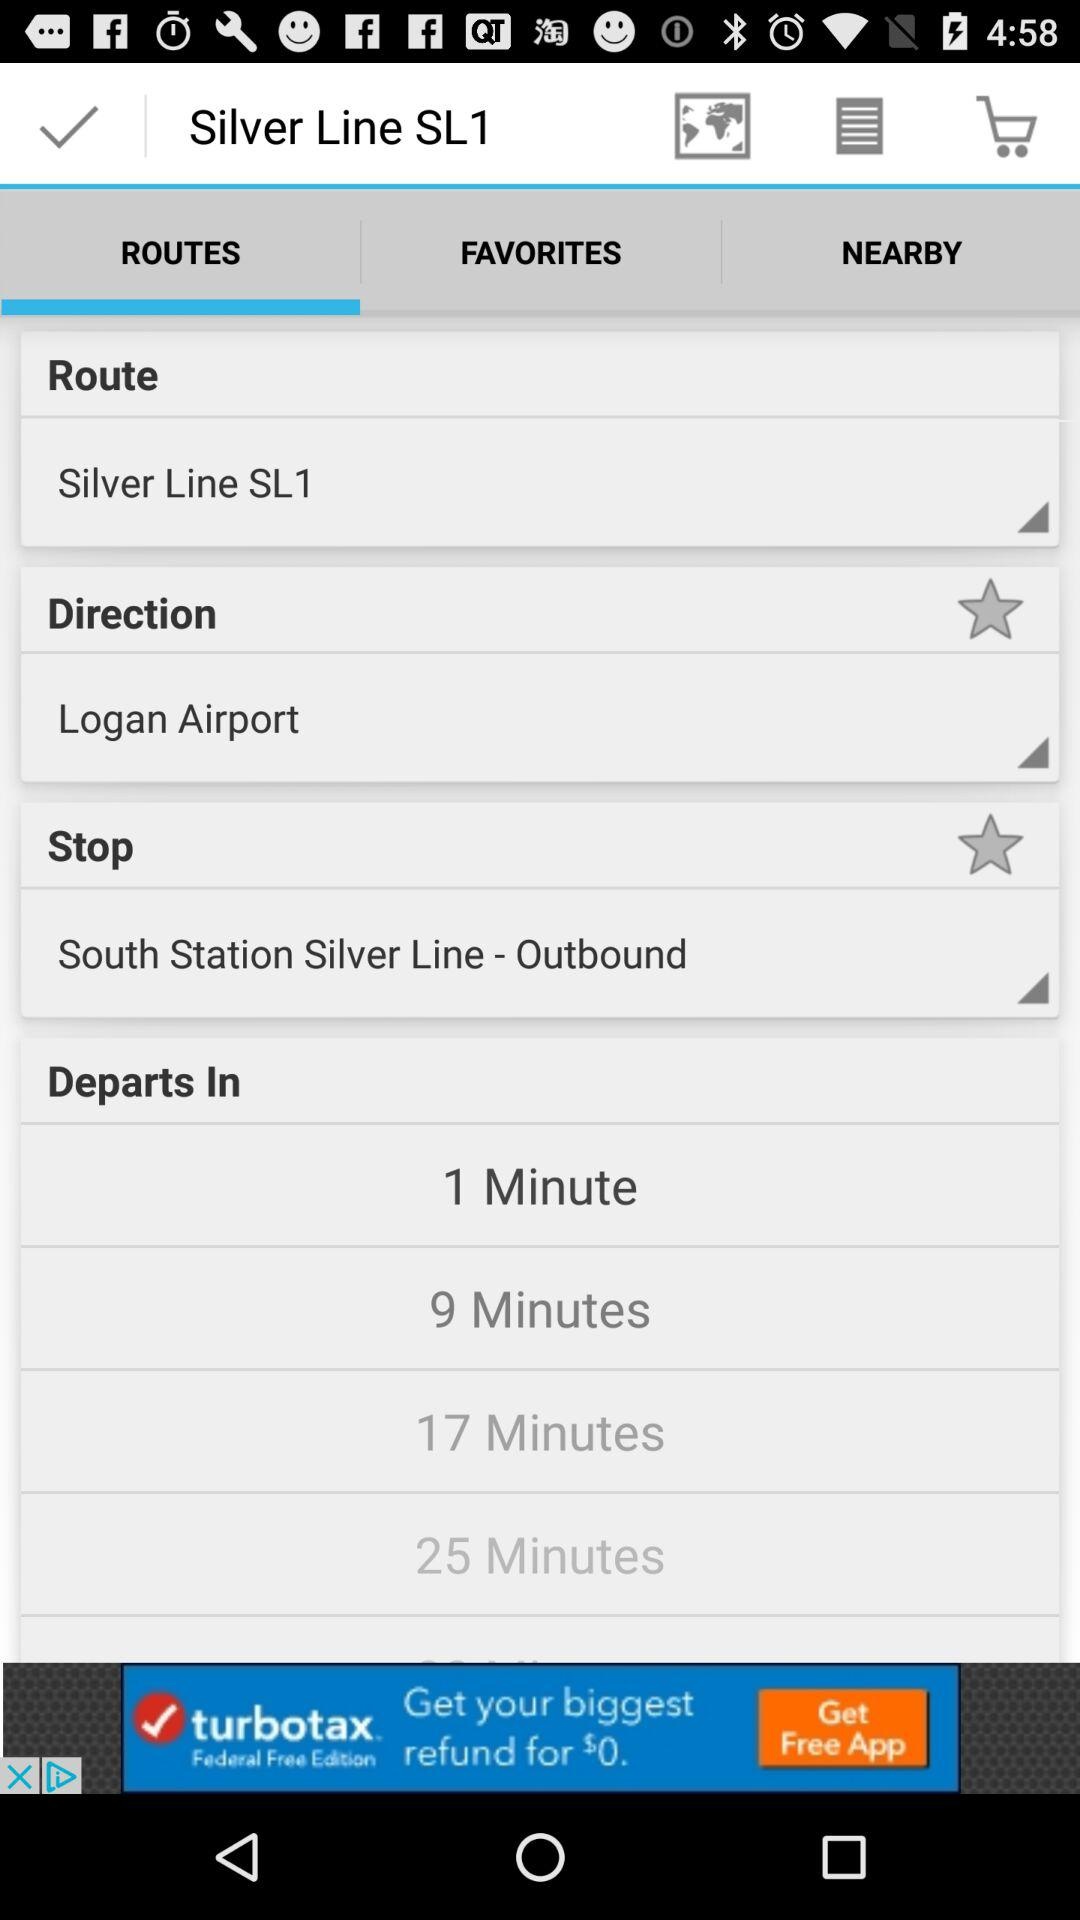 QT 淘 4:58
Silver Line SL1
ROUTES FAVORITES NEARBY
Route
Silver Line SL1
Direction
Logan Airport
Stop
South Station Silver Line - Outbound
Departs In
1 Minute
9 Minutes
17 Minutes
25 Minutes
turbotax
Federal Free Edition
Get your biggest
refund for $0.
Get
Free App